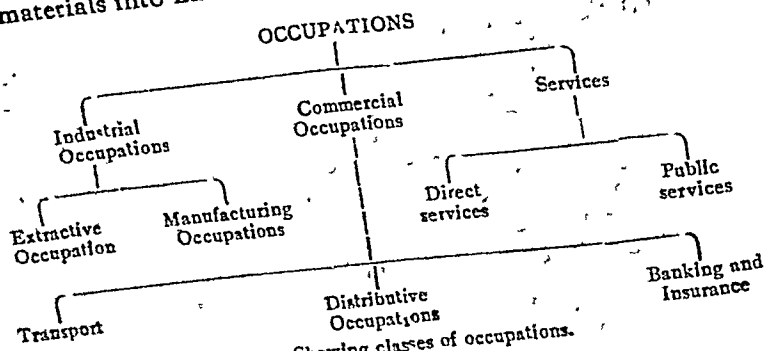 materials into
OCCUPATIONS
Industrial
Occupations
Commercial
Occupations
Services
Extractive
Occupation
Manufacturing
Occupations
Direct
services
Public
services
Transport
Distributive
Occupations
Banking and
Insurance
Showing classes of occupations.